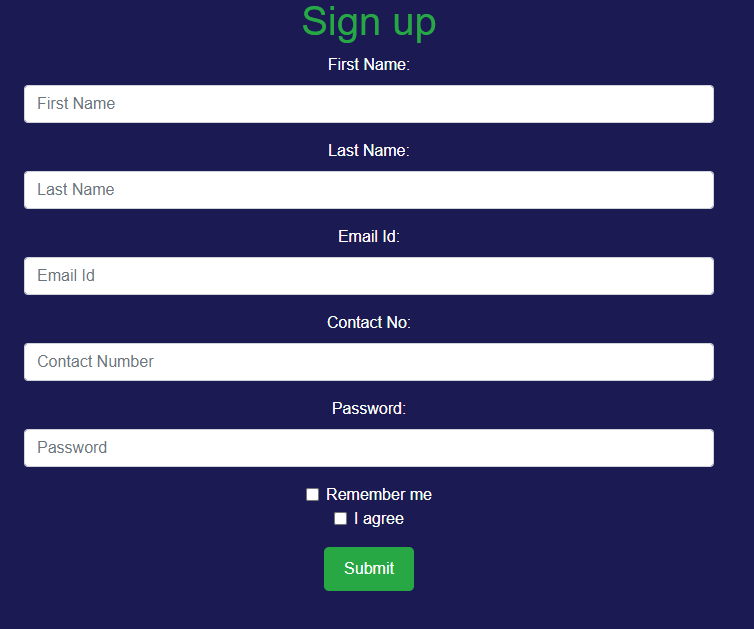 Sign up
First Name:
First Name
Last Name:
Last Name
Email Id:
Email Id
Contact No:
Contact Number
Password:
Password
Remember me
I agree
Submit